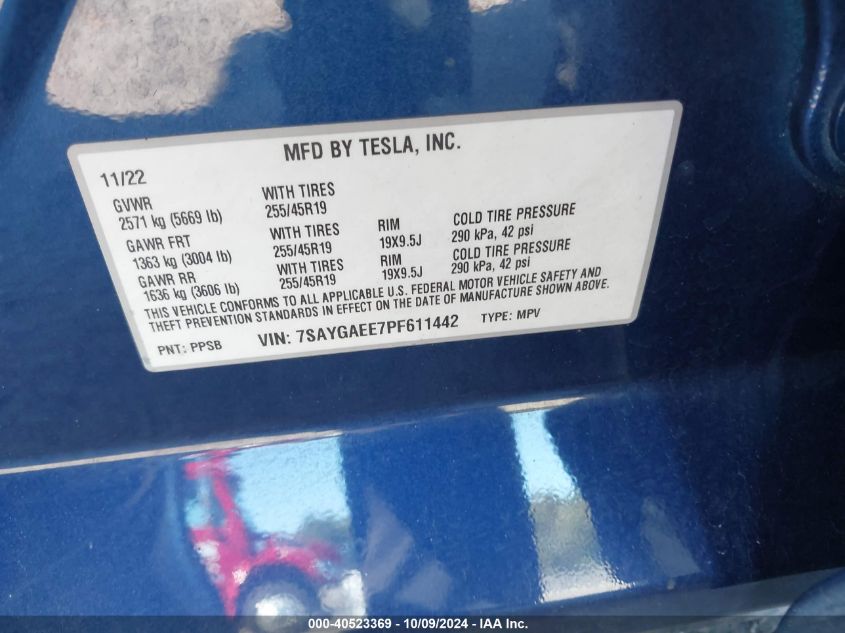 MFD BY TESLA, INC.
11/22
GVWR WITH TIRES
2571 kg (5669 lb) 255/45R19
GAWR FRT WITH TIRES RIM COLD TIRE PRESSURE
1363 kg (3004 lb) 255/45R19 19X9.5J 290 kPa, 42 psi
GAWR RR WITH TIRES RIM COLD TIRE PRESSURE
1636 kg (3606 lb) 255/45R19 19X9.5J 290 kPa, 42 psi
THIS VEHICLE CONFORMS TO ALL APPLICABLE U.S. FEDERAL MOTOR VEHICLE SAFETY AND
THEFT PREVENTION STANDARDS IN EFFECT ON THE DATE OF MANUFACTURE SHOWN ABOVE.
PNT: PPSB VIN: 7SAYGAEE7PF611442 TYPE: MPV
000-40523369 - 10/09/2024 - IAA Inc.